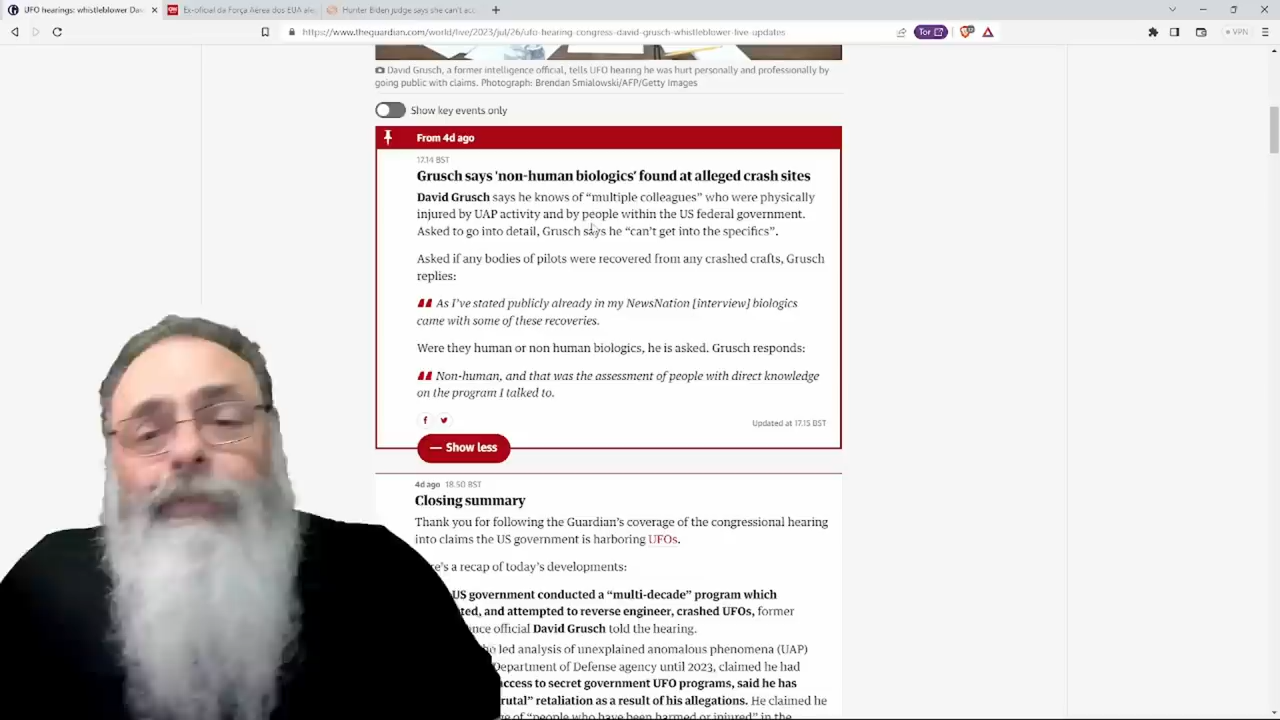 UFO hearings: whistleblower Dav
Ex-oficial da Força Aérea dos EUA ale
Hunter Biden judge says she can't acc
https://www.theguardian.com/world/live/2023/jul/26/ufo-hearing-congress-david-grusch-whistleblower-live-updates
Tor
VPN
David Grusch, a former intelligence official, tells UFO hearing he was hurt personally and professionally by
going public with claims. Photograph: Brendan Smialowski/AFP/Getty Images
Show key events only
From 4d ago
17.14 BST
Grusch says 'non-human biologics' found at alleged crash sites
David Grusch says he knows of “multiple colleagues” who were physically
injured by UAP activity and by people within the US federal government.
Asked to go into detail, Grusch says he “can't get into the specifics”.
Asked if any bodies of pilots were recovered from any crashed crafts, Grusch
replies:
As I've stated publicly already in my NewsNation [interview] biologics
came with some of these recoveries.
Were they human or non human biologics, he is asked. Grusch responds:
Non-human, and that was the assessment of people with direct knowledge
on the program I talked to.
Updated at 17.15 BST
— Show less
4d ago 18.50 BST
Closing summary
Thank you for following the Guardian's coverage of the congressional hearing
into claims the US government is harboring UFOs.
e's a recap of today's developments:
US government conducted a “multi-decade” program which
ted, and attempted to reverse engineer, crashed UFOs, former
nce official David Grusch told the hearing.
ho led analysis of unexplained anomalous phenomena (UAP)
Department of Defense agency until 2023, claimed he had
access to secret government UFO programs, said he has
rutal” retaliation as a result of his allegations. He claimed he
ge of “people who have been harmed or injured” in the